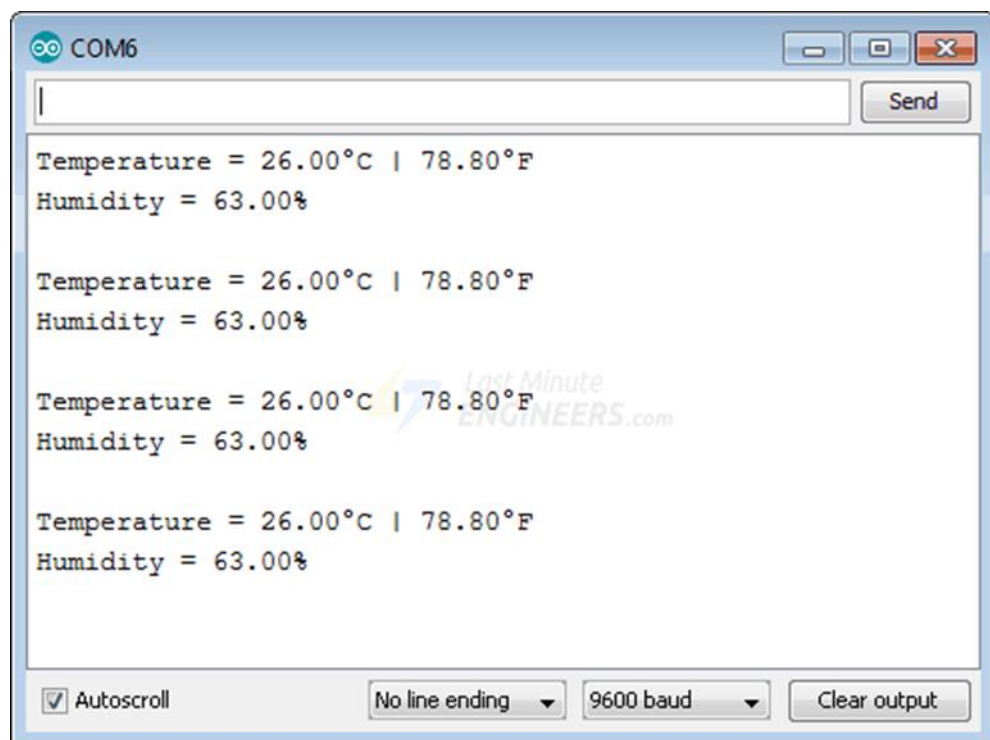 COM6
Send
Temperature = 26.00°C | 78.80°F
Humidity = 63.00%
Temperature = 26.00°C | 78.80°F
Humidity = 63.00%
Last Minute
ENGINEERS.com
Temperature = 26.00°C | 78.80°F
Humidity = 63.00%
Temperature = 26.00°C | 78.80°F
Humidity = 63.00%
Autoscroll No line ending 9600 baud Clear output